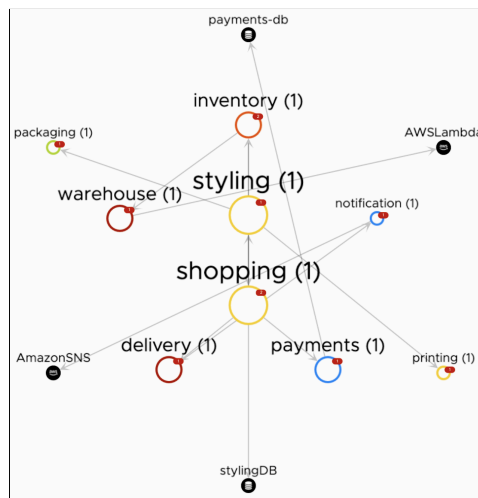 payments-db
inventory (1)
packaging (1)
AWSLambda
styling (1)
warehouse (1)
notification (1)
shopping (1)
delivery (1)
payments (1)
AmazonSNS
printing (1)
stylingDB